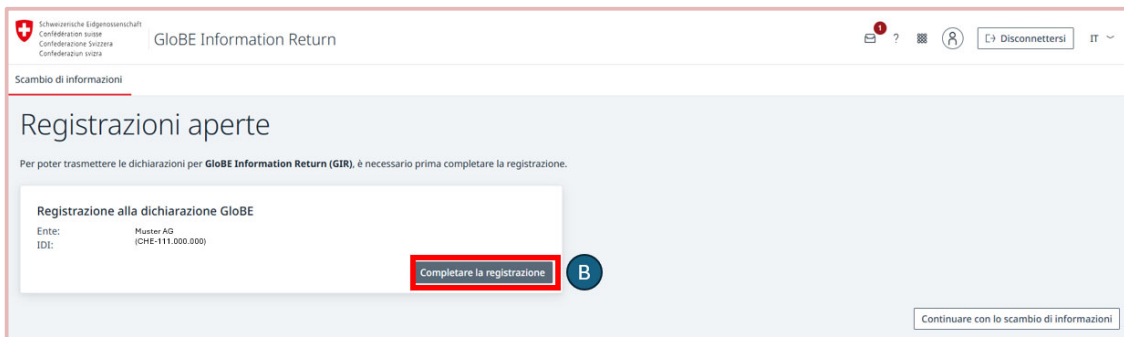 Schweizerische Eidgenossenschaft
Confédération suisse
Confederazione Svizzera
Confederaziun svizra
GloBE Information Return
1
?
Disconnettersi
IT
Scambio di informazioni
Registrazioni aperte
Per poter trasmettere le dichiarazioni per GloBE Information Return (GIR), è necessario prima completare la registrazione.
Registrazione alla dichiarazione GloBE
Ente: Muster AG
IDI: (CHE-111.000.000)
Completare la registrazione
B
Continuare con lo scambio di informazioni